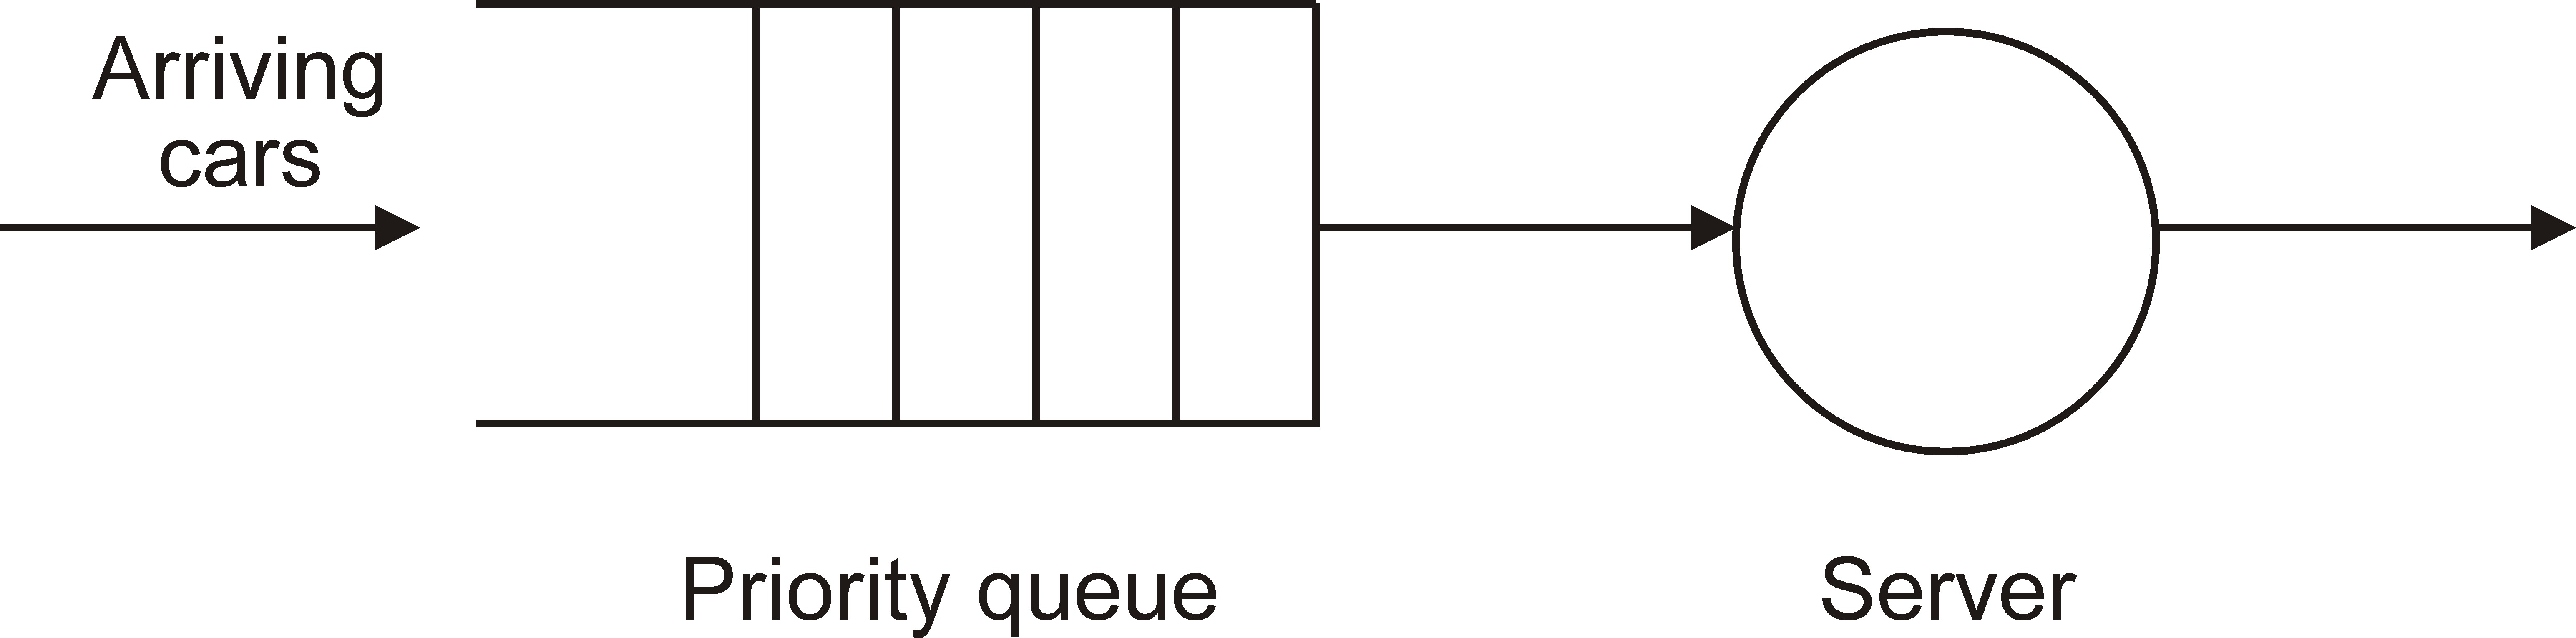 Arriving
cars
Priority queue
Server